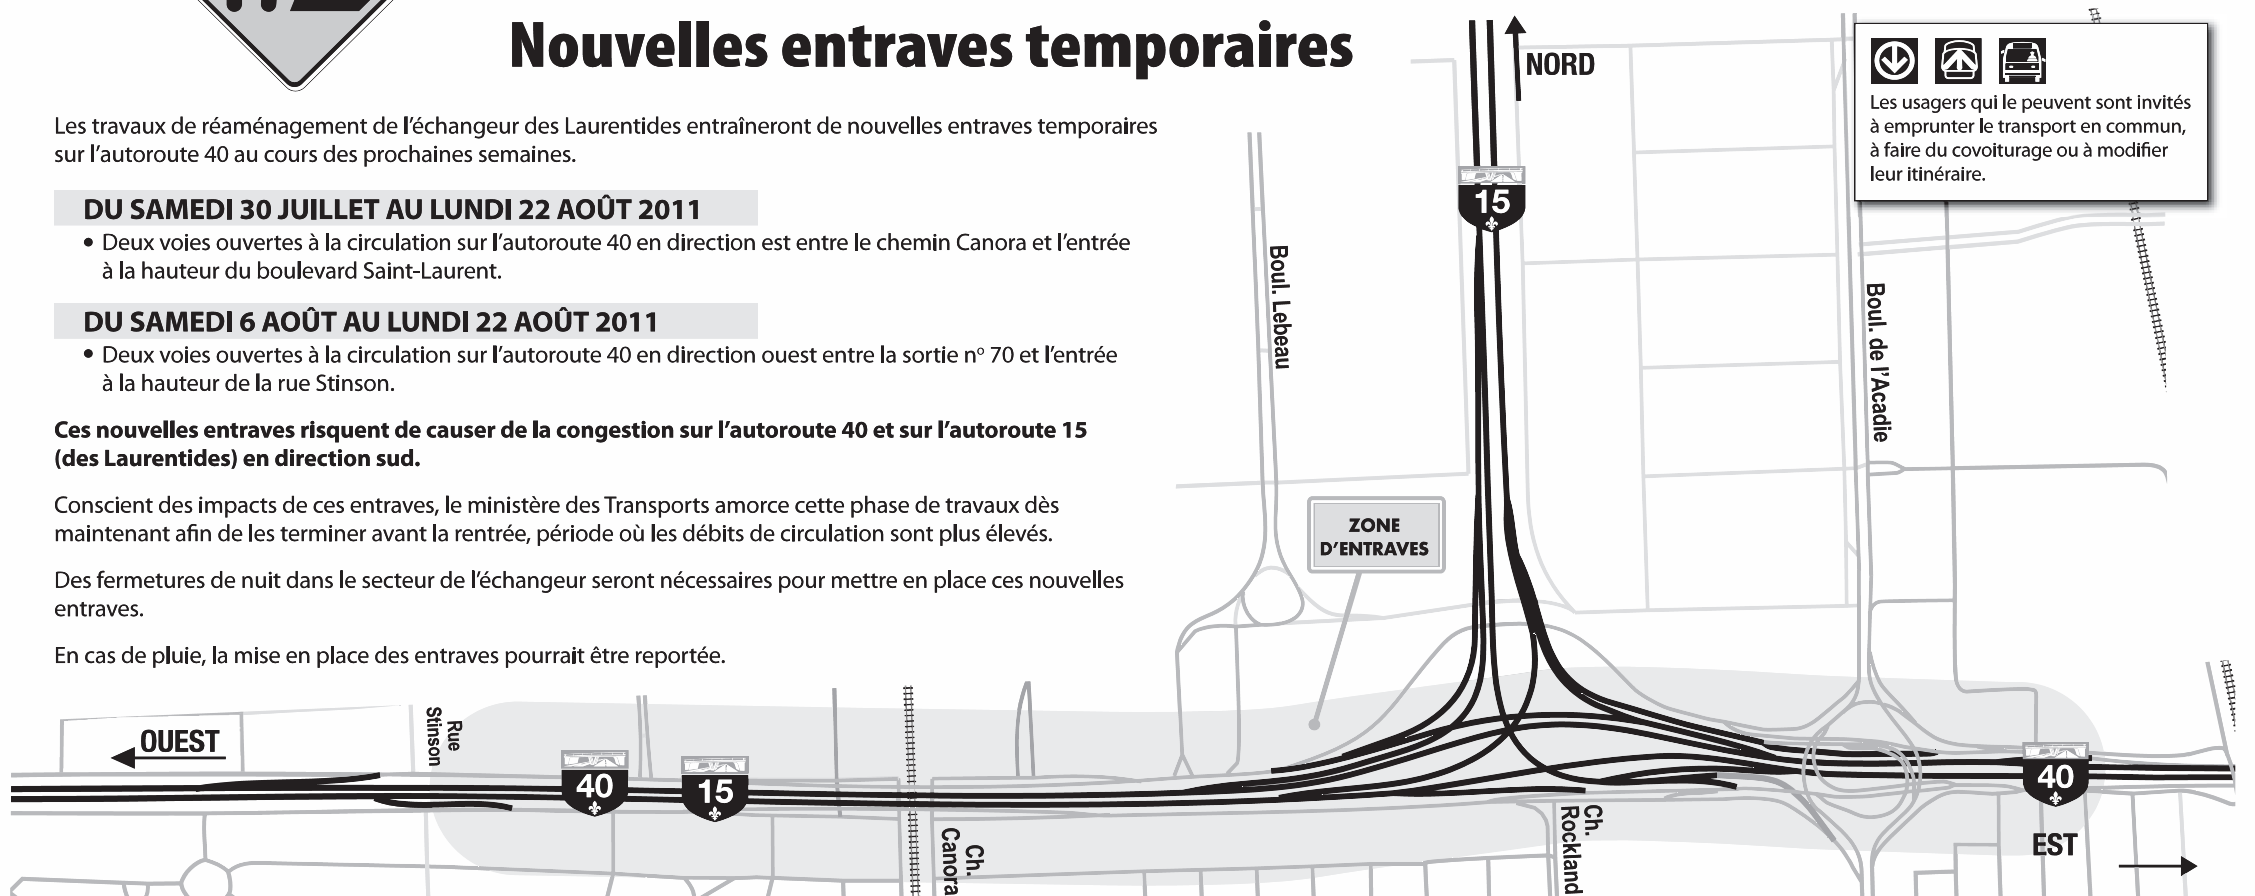 Nouvelles entraves temporaires
Les travaux de réaménagement de l'échangeur des Laurentides entraîneront de nouvelles entraves temporaires
sur l'autoroute 40 au cours des prochaines semaines.
DU SAMEDI 30 JUILLET AU LUNDI 22 AOÛT 2011
• Deux voies ouvertes à la circulation sur l'autoroute 40 en direction est entre le chemin Canora et l'entrée
à la hauteur du boulevard Saint-Laurent.
DU SAMEDI 6 AOÛT AU LUNDI 22 AOÛT 2011
• Deux voies ouvertes à la circulation sur l'autoroute 40 en direction ouest entre la sortie nº 70 et l'entrée
à la hauteur de la rue Stinson.
Ces nouvelles entraves risquent de causer de la congestion sur l'autoroute 40 et sur l'autoroute 15
(des Laurentides) en direction sud.
Conscient des impacts de ces entraves, le ministère des Transports amorce cette phase de travaux dès
maintenant afin de les terminer avant la rentrée, période où les débits de circulation sont plus élevés.
Des fermetures de nuit dans le secteur de l'échangeur seront nécessaires pour mettre en place ces nouvelles
entraves.
En cas de pluie, la mise en place des entraves pourrait être reportée.
NORD
Les usagers qui le peuvent sont invités
à emprunter le transport en commun,
à faire du covoiturage ou à modifier
leur itinéraire.
15
Boul. Lebeau
Boul. de l'Acadie
ZONE
D'ENTRAVES
OUEST
Rue
Stinson
40
15
Ch.
Canora
Ch.
Rockland
40
EST